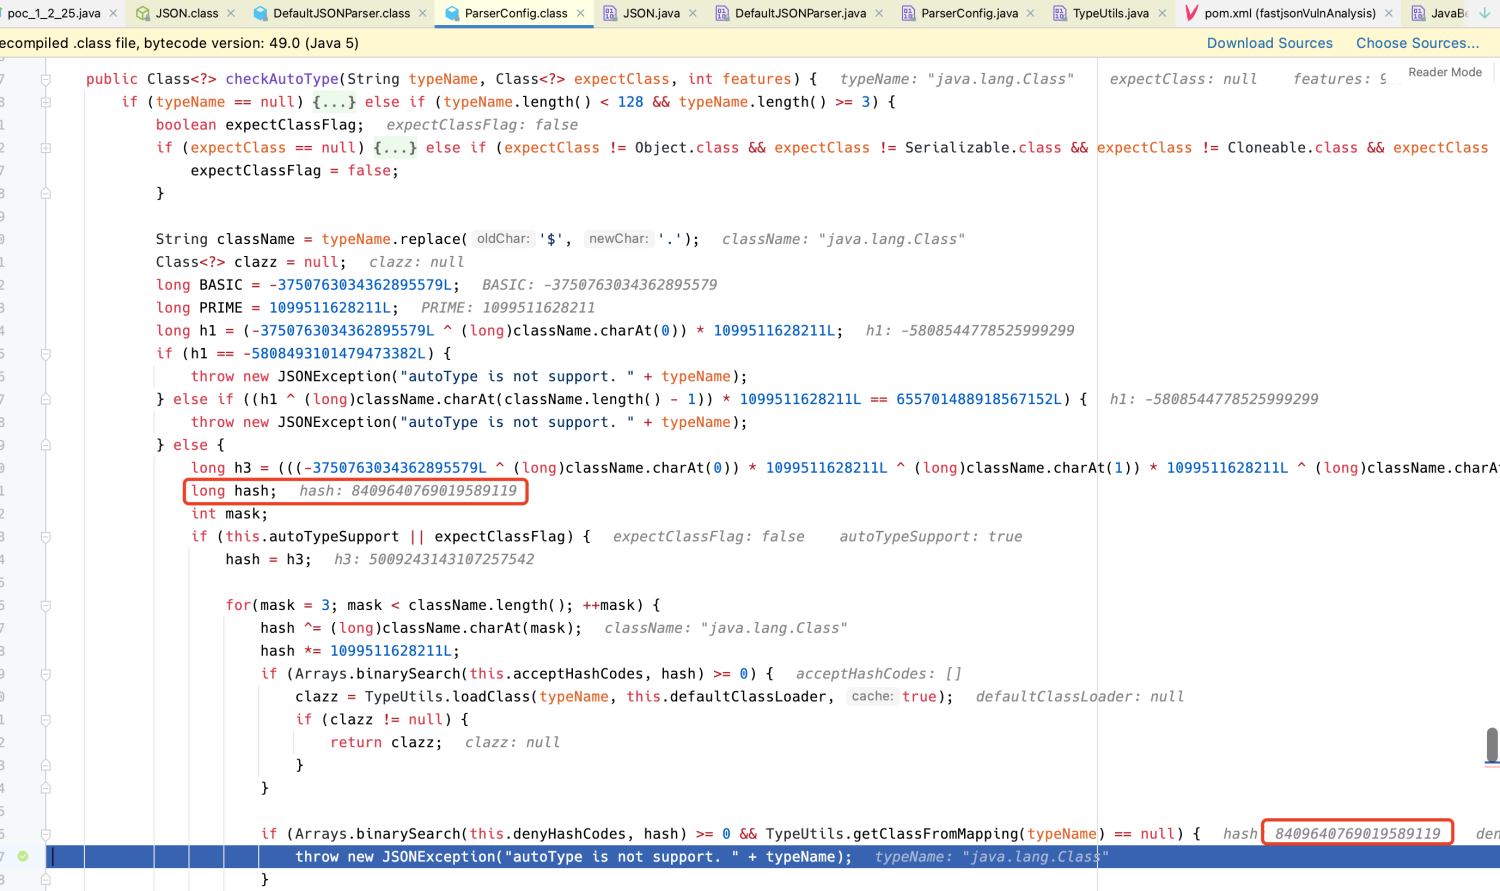 poc_1_2_25.java × JSON.class × DefaultJSONParser.class × ParserConfig.class × JSON.java × DefaultJSONParser.java × ParserConfig.java × TypeUtils.java × pom.xml (fastjsonVulnAnalysis) × JavaBe
ecompiled .class file, bytecode version: 49.0 (Java 5) Download Sources Choose Sources...
Reader Mode
public Class<?> checkAutoType(String typeName, Class<?> expectClass, int features) { typeName: "java.lang.Class" expectClass: null features: 9
if (typeName == null) {...} else if (typeName.length() < 128 && typeName.length() >= 3) {
boolean expectClassFlag; expectClassFlag: false
if (expectClass == null) {...} else if (expectClass != Object.class && expectClass != Serializable.class && expectClass != Cloneable.class && expectClass
expectClassFlag = false;
}
String className = typeName.replace( oldChar: '$', newChar: '.'); className: "java.lang.Class"
Class<?> clazz = null; clazz: null
long BASIC = -3750763034362895579L; BASIC: -3750763034362895579
long PRIME = 1099511628211L; PRIME: 1099511628211
long h1 = (-3750763034362895579L ^ (long)className.charAt(0)) * 1099511628211L; h1: -5808544778525999299
if (h1 == -5808493101479473382L) {
throw new JSONException("autoType is not support. " + typeName);
} else if ((h1 ^ (long)className.charAt(className.length() - 1)) * 1099511628211L == 655701488918567152L) { h1: -5808544778525999299
throw new JSONException("autoType is not support. " + typeName);
} else {
long h3 = (((-3750763034362895579L ^ (long)className.charAt(0)) * 1099511628211L ^ (long)className.charAt(1)) * 1099511628211L ^ (long)className.charA
long hash; hash: 8409640769019589119
int mask;
if (this.autoTypeSupport || expectClassFlag) { expectClassFlag: false autoTypeSupport: true
hash = h3; h3: 5009243143107257542
for(mask = 3; mask < className.length(); ++mask) {
hash ^= (long)className.charAt(mask); className: "java.lang.Class"
hash *= 1099511628211L;
if (Arrays.binarySearch(this.acceptHashCodes, hash) >= 0) { acceptHashCodes: []
clazz = TypeUtils.loadClass(typeName, this.defaultClassLoader, cache: true); defaultClassLoader: null
if (clazz != null) {
return clazz; clazz: null
}
}
if (Arrays.binarySearch(this.denyHashCodes, hash) >= 0 && TypeUtils.getClassFromMapping(typeName) == null) { hash 8409640769019589119 den
throw new JSONException("autoType is not support. " + typeName); typeName: "java.lang.Class"
}